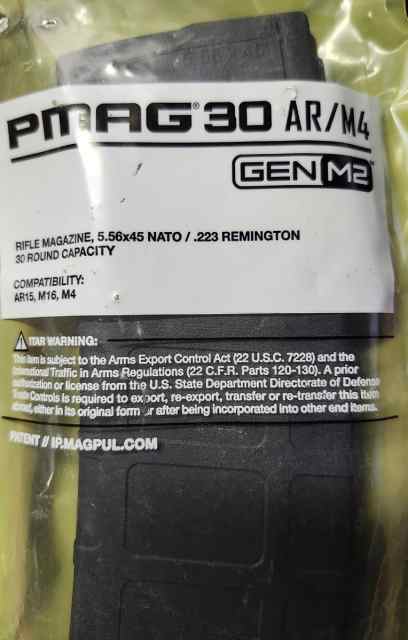 PMAG® 30 AR/M4
GEN M2™
RIFLE MAGAZINE, 5.56x45 NATO / .223 REMINGTON
30 ROUND CAPACITY
COMPATIBILITY:
AR15, M16, M4
ITAR WARNING:
This item is subject to the Arms Export Control Act (22 U.S.C. 7228) and the
International Traffic in Arms Regulations (22 C.F.R. Parts 120-130). A prior
authorization or license from the U.S. State Department Directorate of Defense
Trade Controls is required to export, re-export, transfer or re-transfer this item
abroad, either in its original form or after being incorporated into other end items.
PATENT // IP.MAGPUL.COM